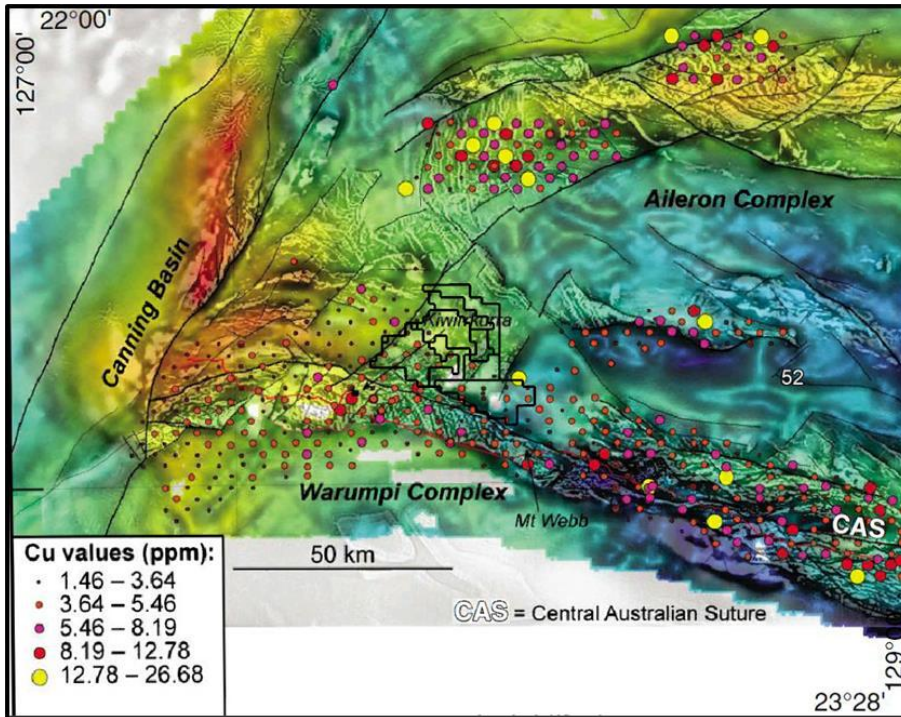 22°00'
127°00'
Aileron Complex
Canning Basin
Kiwirrkurra
52
Warumpi Complex
Mt Webb
CAS
Cu values (ppm):
1.46 – 3.64
3.64 – 5.46
5.46 – 8.19
8.19 – 12.78
12.78 – 26.68
50 km
CAS = Central Australian Suture
23°28'